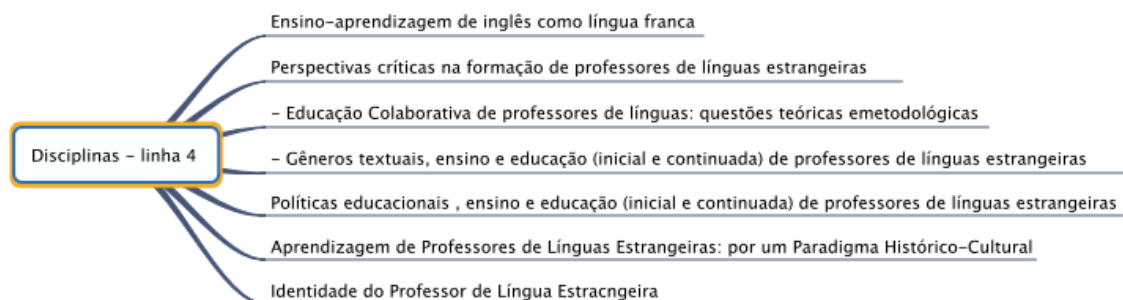 Ensino-aprendizagem de inglês como língua franca
Perspectivas críticas na formação de professores de línguas estrangeiras
- Educação Colaborativa de professores de línguas: questões teóricas emetodológicas
Disciplinas - linha 4
- Gêneros textuais, ensino e educação (inicial e continuada) de professores de línguas estrangeiras
Políticas educacionais , ensino e educação (inicial e continuada) de professores de línguas estrangeiras
Aprendizagem de Professores de Línguas Estrangeiras: por um Paradigma Histórico-Cultural
Identidade do Professor de Língua Estracngeira